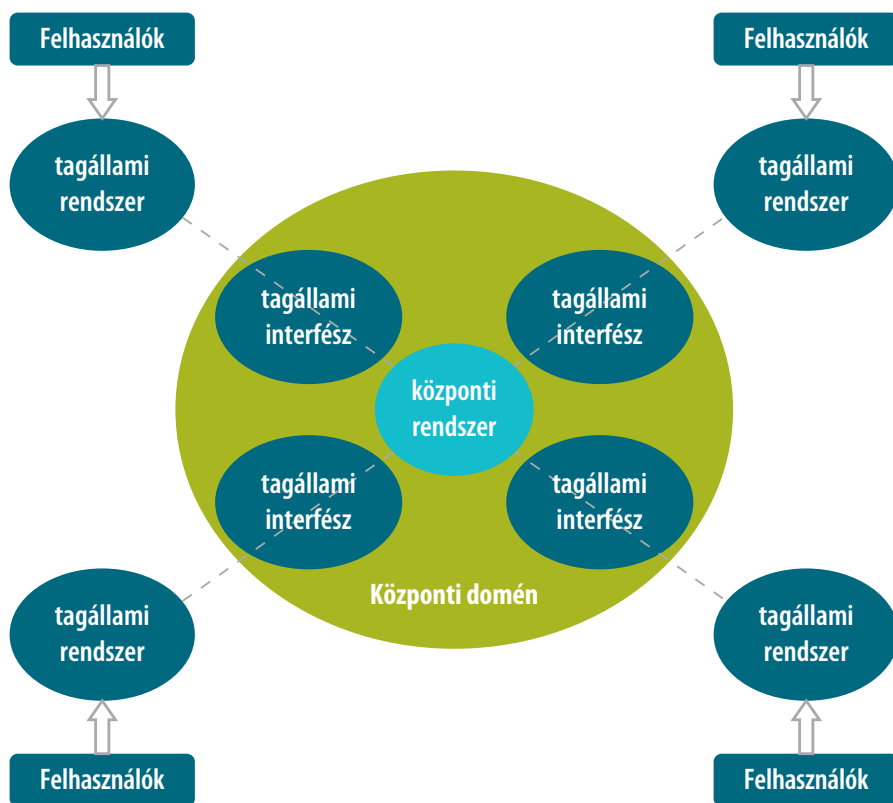 Felhasználók
Felhasználók
tagállami
rendszer
tagállami
rendszer
tagállami
interfész
tagállami
interfész
központi
rendszer
tagállami
interfész
tagállami
interfész
Központi domén
tagállami
rendszer
tagállami
rendszer
Felhasználók
Felhasználók